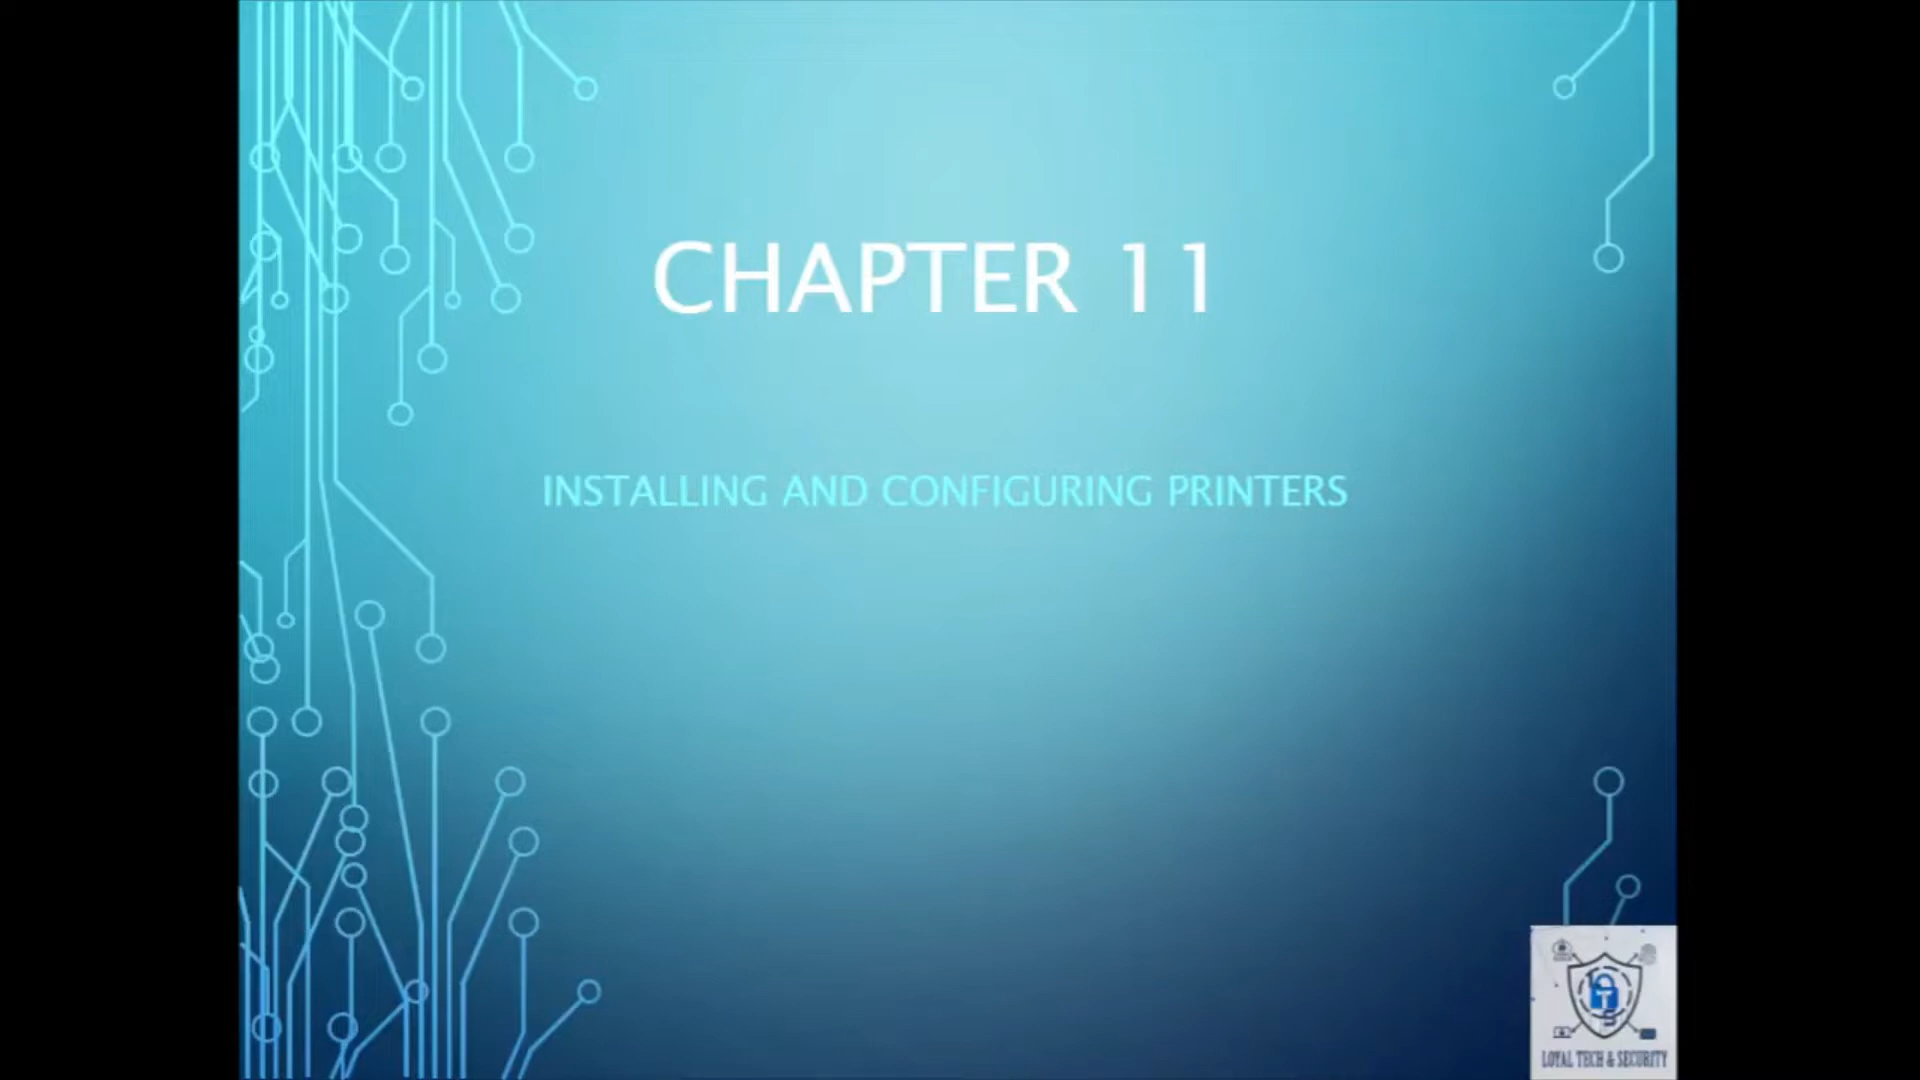 CHAPTER 11
INSTALLING AND CONFIGURING PRINTERS
LOYAL TECH & SECURITY